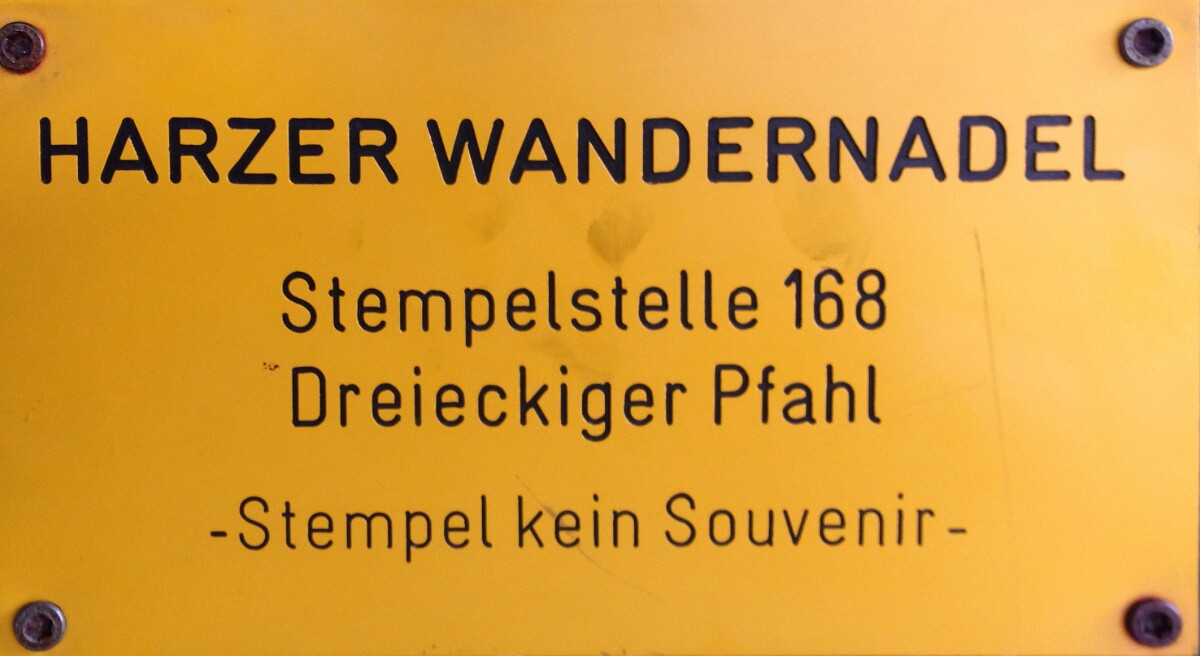 HARZER WANDERNADEL
Stempelstelle 168
Dreieckiger Pfahl
-Stempel kein Souvenir-